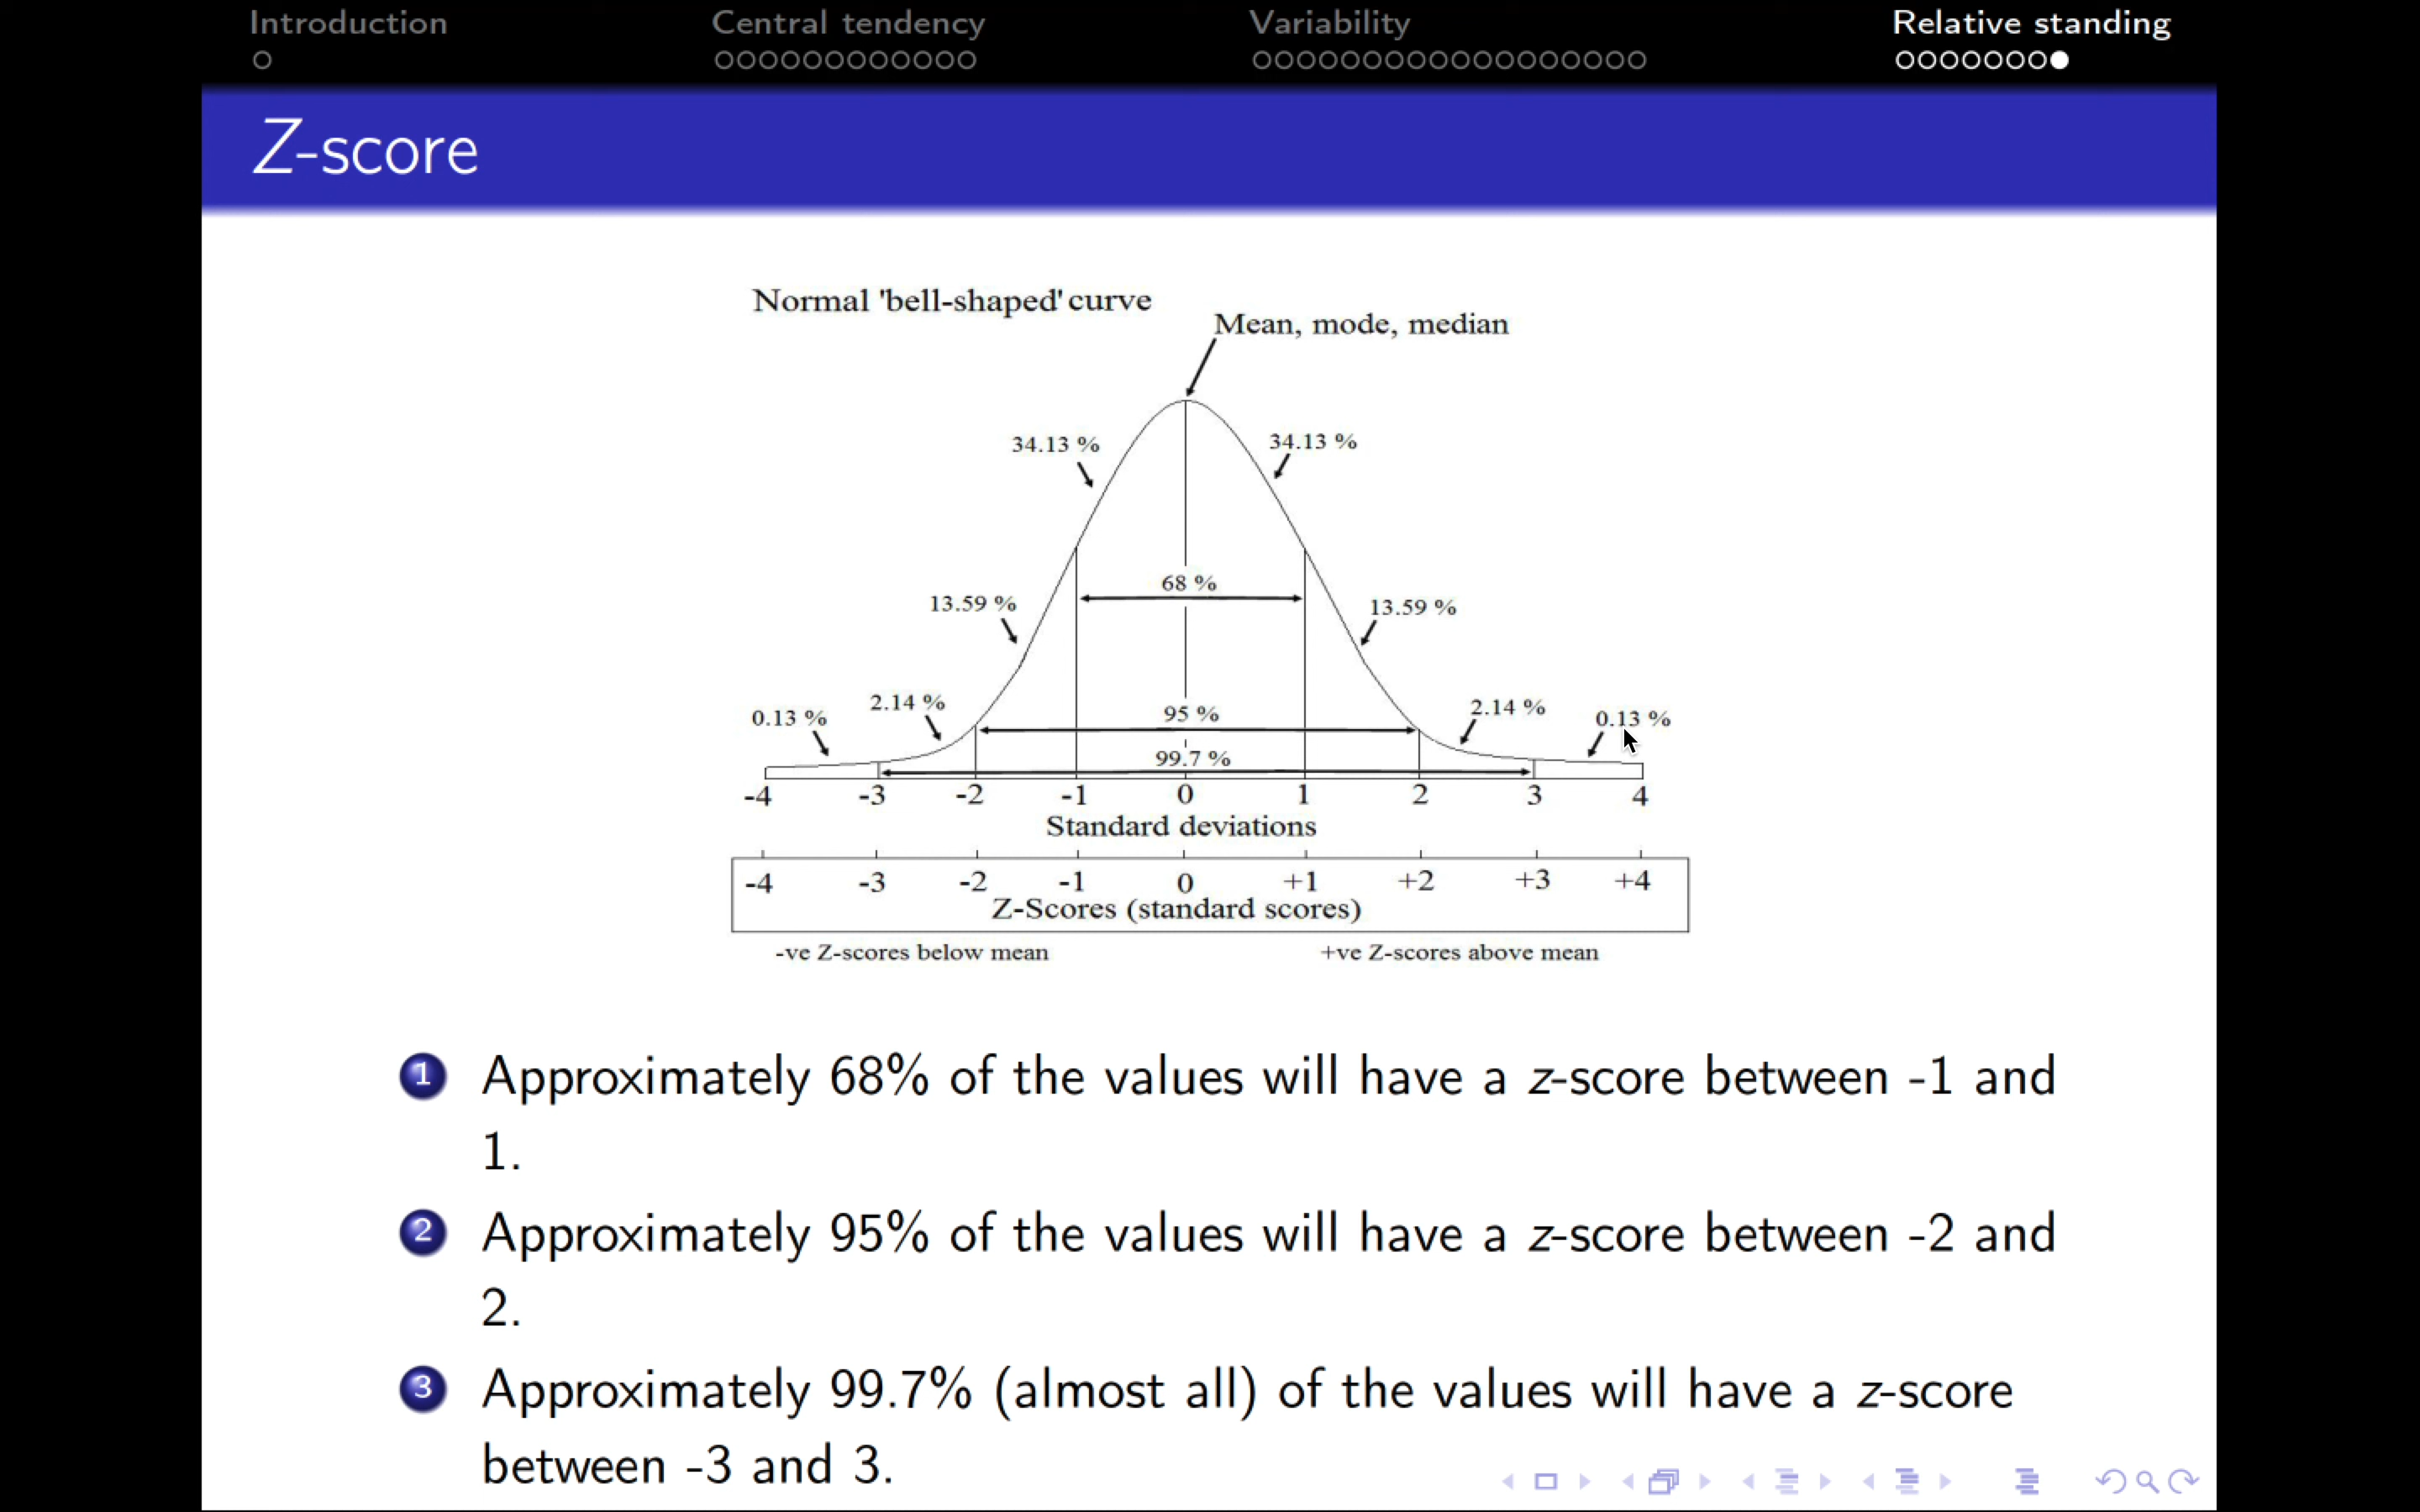 Introduction
Central tendency
Variability
Relative standing
Z-score
Normal 'bell-shaped' curve
Mean, mode, median
34.13 %
34.13 %
68 %
13.59 %
13.59 %
2.14 %
2.14 %
0.13 %
0.13 %
95 %
99.7 %
-4 -3 -2 -1 0 1 2 3 4
Standard deviations
-4 -3 -2 -1 0 +1 +2 +3 +4
Z-Scores (standard scores)
-ve Z-scores below mean
+ve Z-scores above mean
1 Approximately 68% of the values will have a z-score between -1 and
1.
2 Approximately 95% of the values will have a z-score between -2 and
2.
3 Approximately 99.7% (almost all) of the values will have a z-score
between -3 and 3.